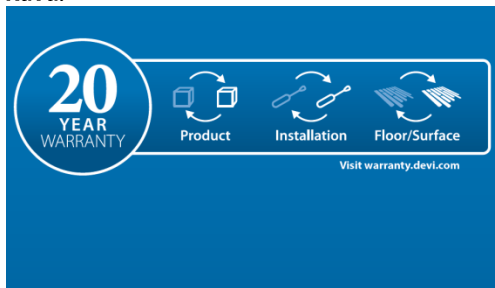 20
YEAR
WARRANTY
Product
Installation
Floor/Surface
Visit warranty.devi.com